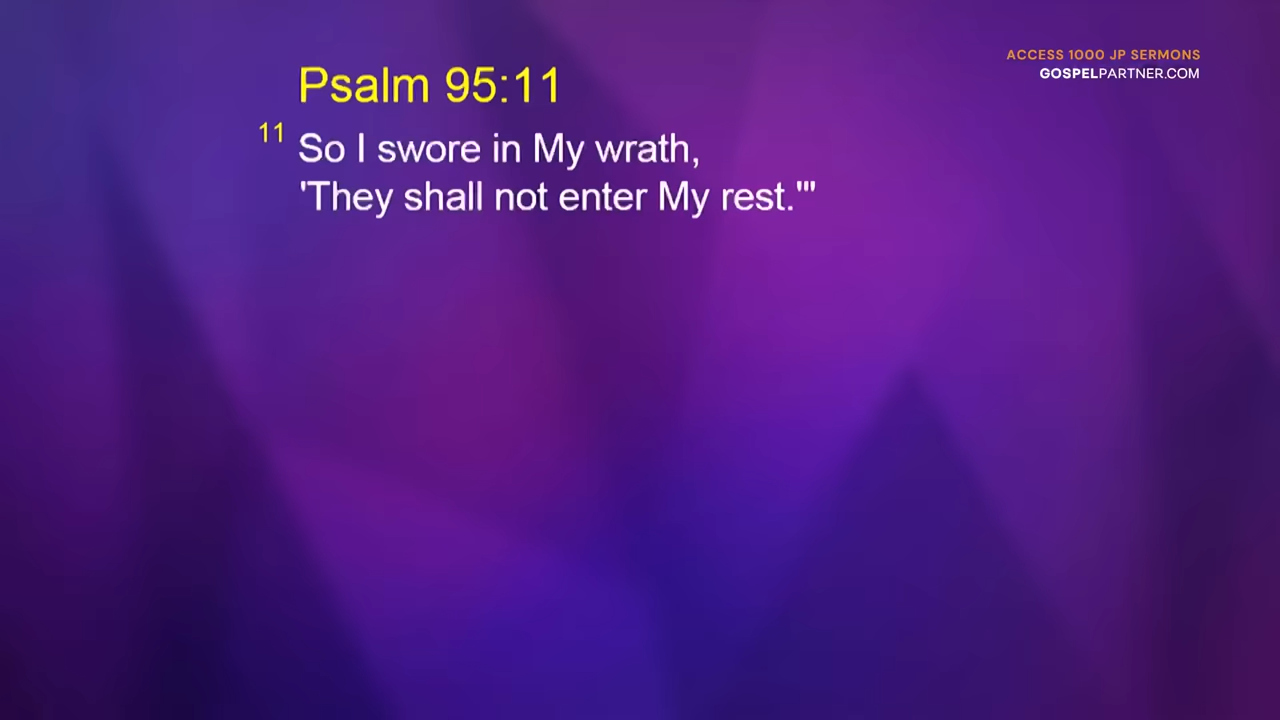 ACCESS 1000 JP SERMONS
GOSPELPARTNER.COM
Psalm 95:11
11 So I swore in My wrath,
'They shall not enter My rest.'"